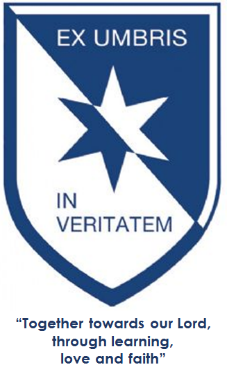 EX UMBRIS
IN
VERITATEM
“Together towards our Lord,
through learning,
love and faith”